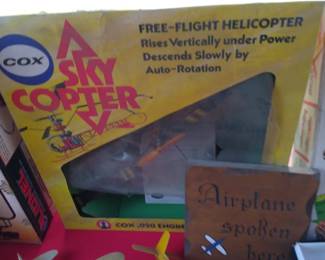 FREE-FLIGHT HELICOPTER
Rises Vertically under Power
Descends Slowly by
Auto-Rotation
COX
SKY
COPTER
COX .020 ENGINE
Airplane
spoken
here